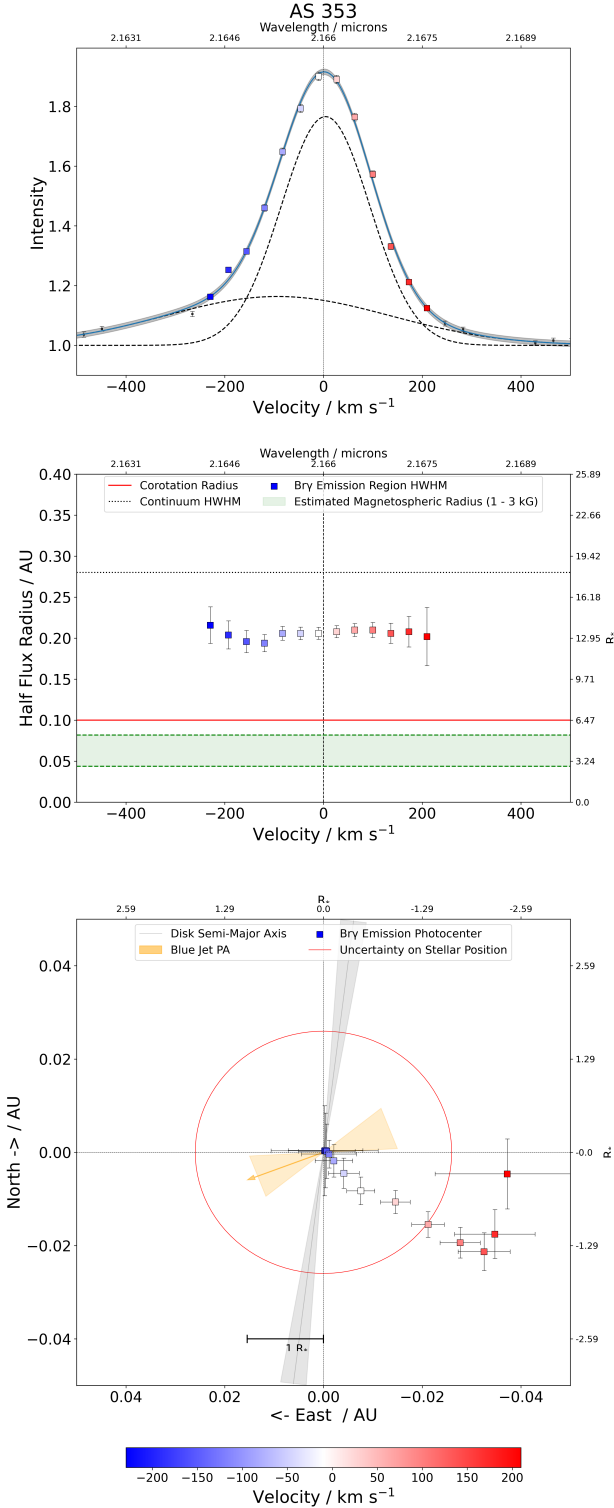 AS 353
Wavelength / microns
2.1631 2.1646 2.166 2.1675 2.1689
1.8
1.6
1.4
1.2
1.0
Intensity
−400 −200 0 200 400
Velocity / km s⁻¹
Wavelength / microns
2.1631 2.1646 2.166 2.1675 2.1689
Corotation Radius
Continuum HWHM
Brγ Emission Region HWHM
Estimated Magnetospheric Radius (1 - 3 kG)
0.40 25.89
0.35 22.66
0.30 19.42
0.25 16.18
0.20 12.95
0.15 9.71
0.10 6.47
0.05 3.24
0.00 0.0
Half Flux Radius / AU
R*
−400 −200 0 200 400
Velocity / km s⁻¹
R*
2.59 1.29 0.0 -1.29 -2.59
Disk Semi-Major Axis
Blue Jet PA
Brγ Emission Photocenter
Uncertainty on Stellar Position
0.04 2.59
0.02 1.29
0.00 -0.0
−0.02 -1.29
−0.04 -2.59
North -> / AU
R*
1 R*
0.04 0.02 0.00 −0.02 −0.04
<- East / AU
−200 −150 −100 −50 0 50 100 150 200
Velocity / km s⁻¹